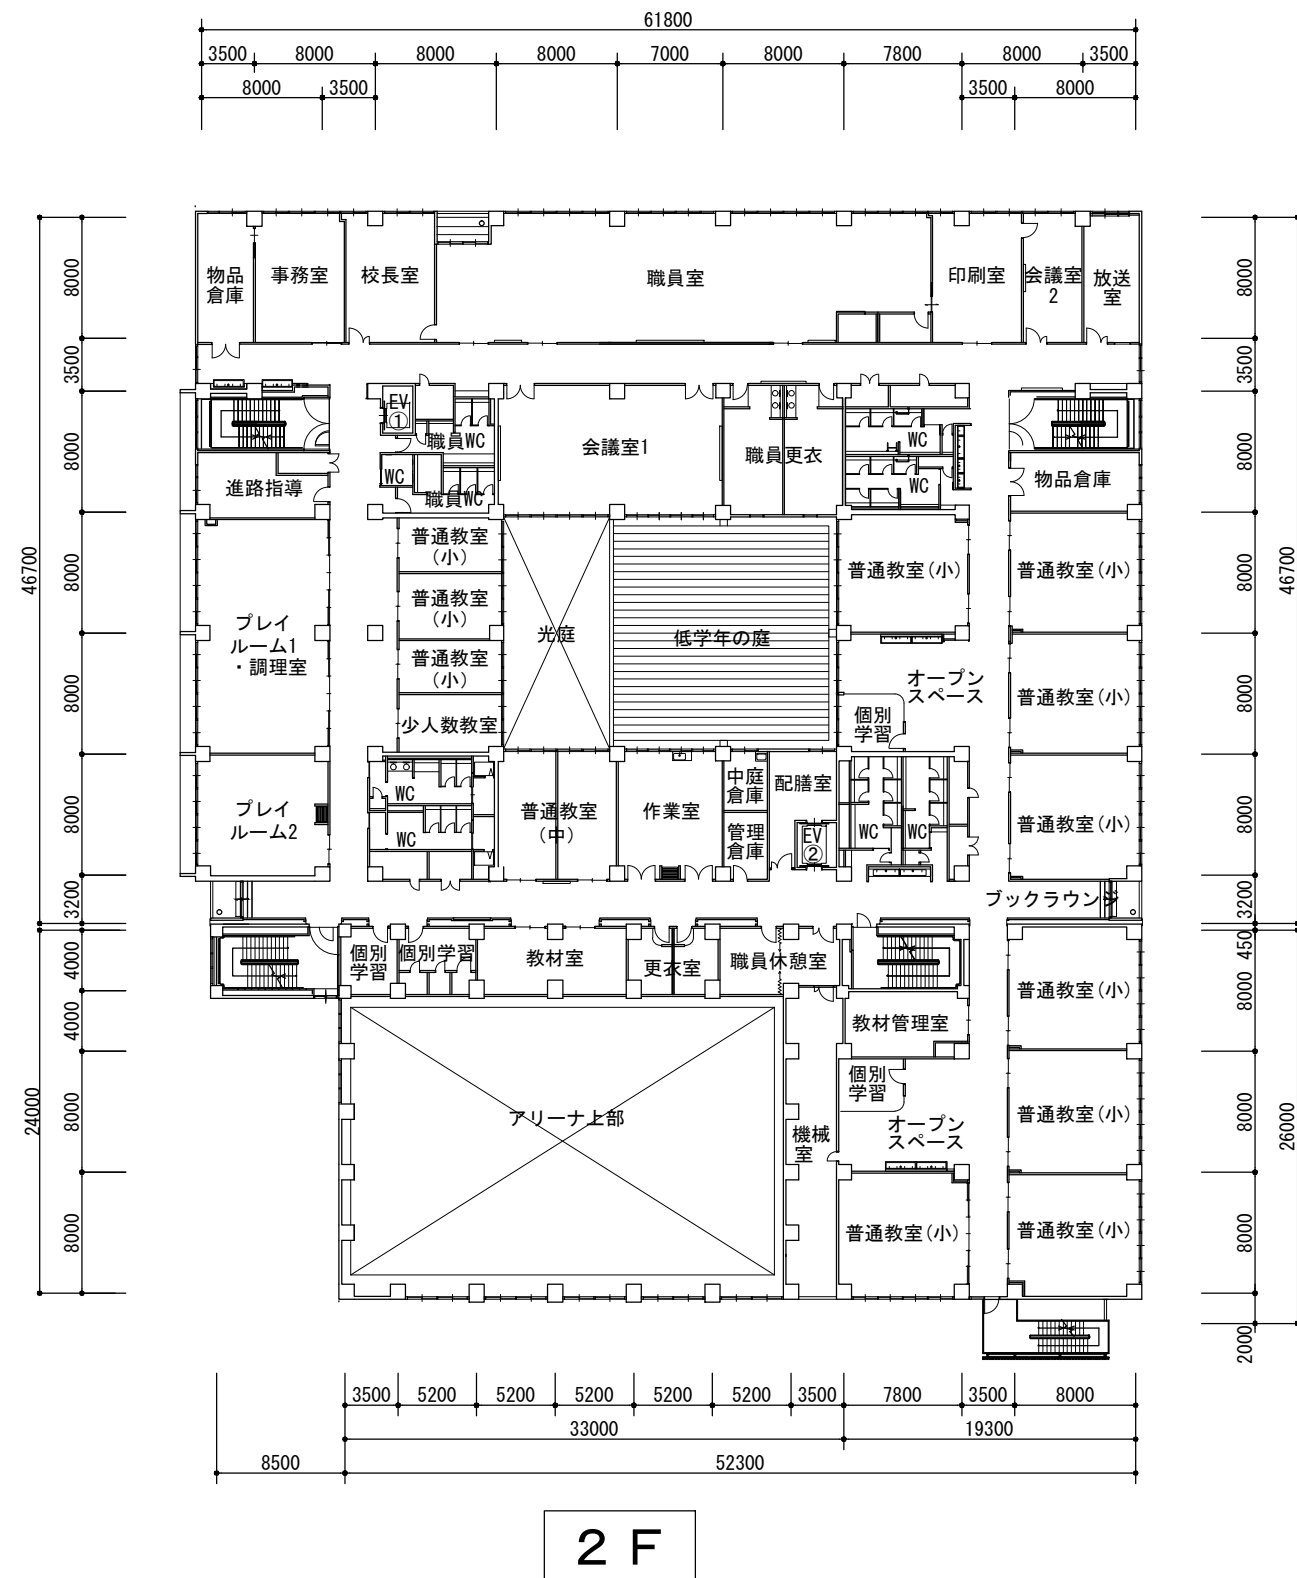 61800
3500 8000 8000 8000 7000 8000 7800 8000 3500
8000 3500 3500 8000
物品
倉庫
事務室
校長室
職員室
印刷室
会議室
2
放送
室
8000
3500
8000
8000
8000
8000
3200
46700
4000
4000
8000
8000
24000
8000
3500
8000
8000
8000
8000
3200
46700
450
8000
8000
8000
26000
2000
EV
①
職員WC
WC
職員WC
会議室1
職員更衣
WC
WC
進路指導
物品倉庫
普通教室
(小)
普通教室
(小)
普通教室
(小)
少人数教室
プレイ
ルーム1
・調理室
光庭
低学年の庭
普通教室(小)
普通教室(小)
オープン
スペース
個別
学習
普通教室(小)
プレイ
ルーム2
WC
WC
普通教室
(中)
作業室
中庭
倉庫
管理
倉庫
配膳室
EV
②
WC
WC
普通教室(小)
ブックラウンジ
個別
学習
個別学習
教材室
更衣室
職員休憩室
普通教室(小)
教材管理室
個別
学習
オープン
スペース
アリーナ上部
機械
室
普通教室(小)
普通教室(小)
普通教室(小)
3500 5200 5200 5200 5200 5200 3500 7800 3500 8000
33000 19300
8500 52300
2F